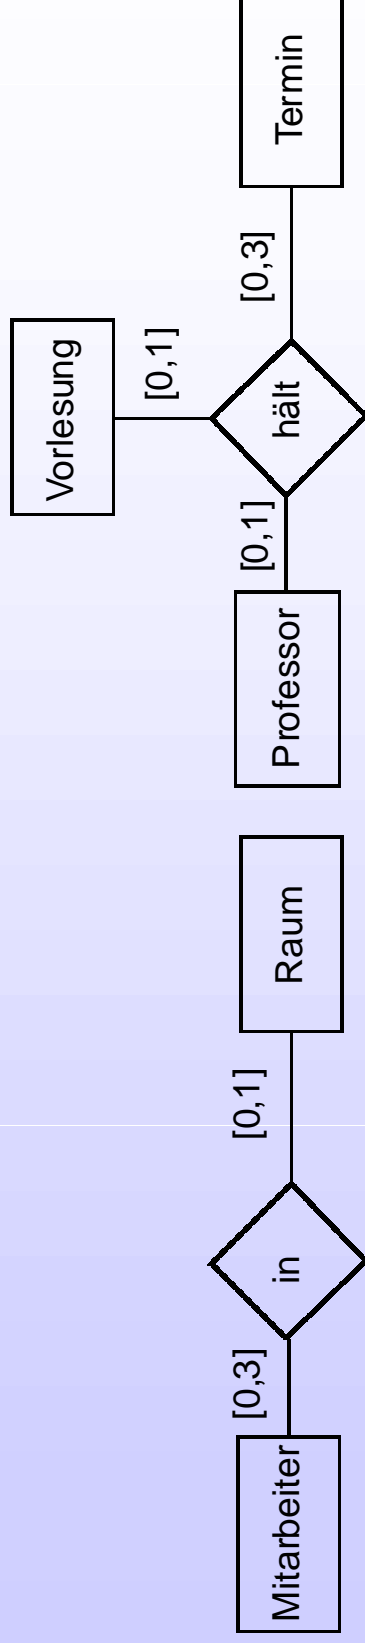 Vorlesung
[0,1]
Mitarbeiter
[0,3]
in
[0,1]
Raum
Professor
[0,1]
hält
[0,3]
Termin